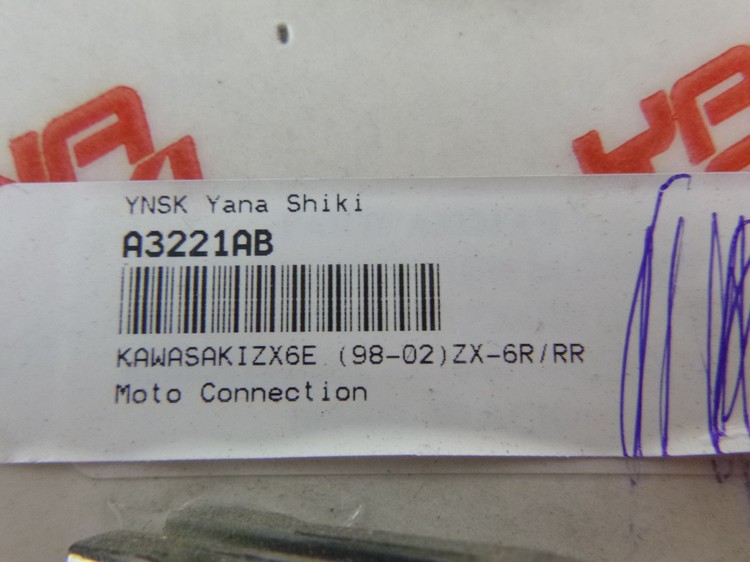 YNSK Yana Shiki
A3221AB
KAWASAKIZX6E (98-02)ZX-6R/RR
Moto Connection